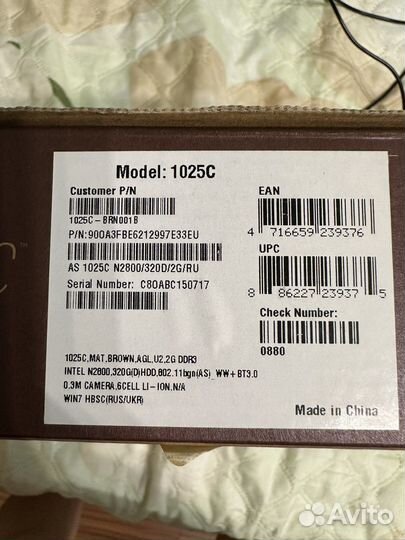 Model: 1025C
Customer P/N
1025C-BRN001B
P/N:90OA3FBE6212997E33EU
AS 1025C N2800/320D/2G/RU
Serial Number: C8OABC150717
EAN
4 716659 239376
UPC
8 86227 23937 5
Check Number:
0880
1025C,MAT,BROWN,AGL,U2,2G DDR3
INTEL N2800,320G(D)HDD,802.11bgn(AS)_WW+BT3.0
0.3M CAMERA,6CELL LI-ION,N/A
WIN7 HBSC(RUS/UKR)
Made in China
C™
Avito